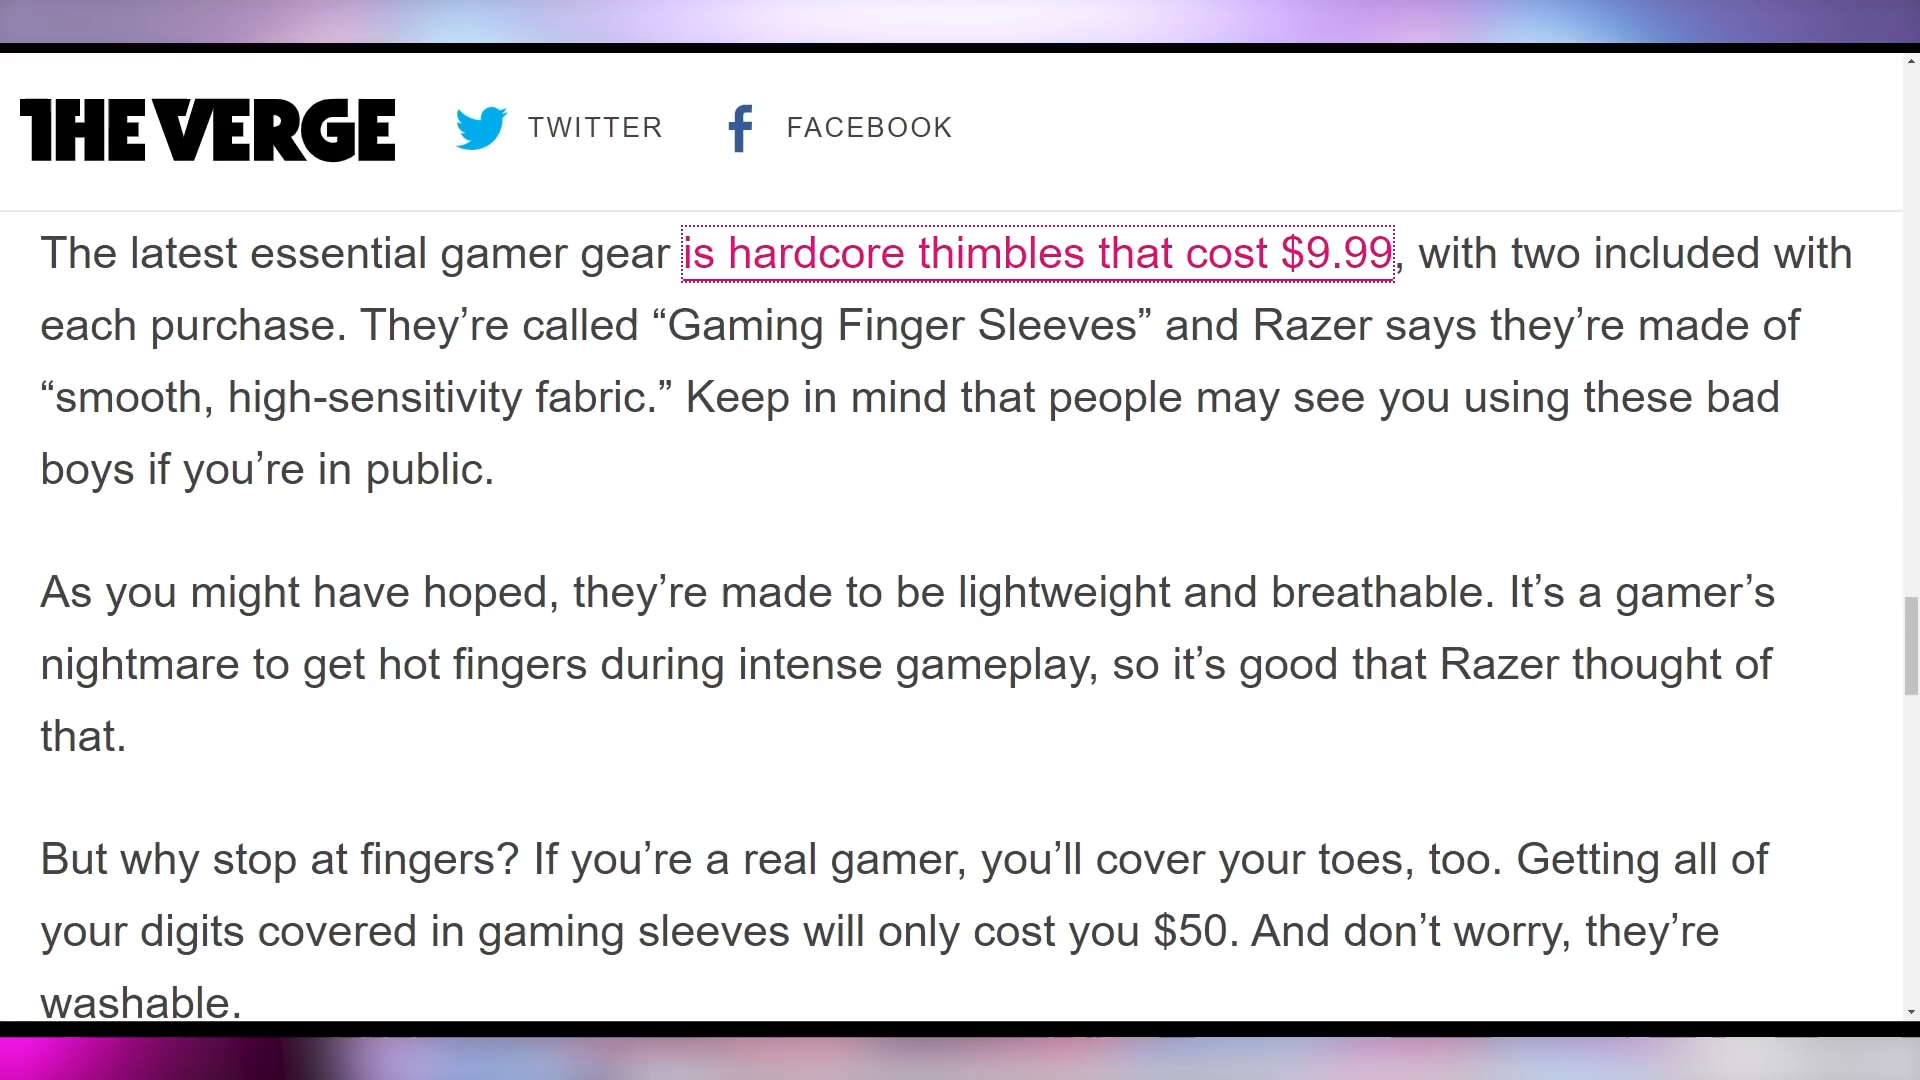 THE VERGE TWITTER FACEBOOK
The latest essential gamer gear is hardcore thimbles that cost $9.99, with two included with
each purchase. They’re called “Gaming Finger Sleeves” and Razer says they’re made of
“smooth, high-sensitivity fabric.” Keep in mind that people may see you using these bad
boys if you’re in public.
As you might have hoped, they’re made to be lightweight and breathable. It’s a gamer’s
nightmare to get hot fingers during intense gameplay, so it’s good that Razer thought of
that.
But why stop at fingers? If you’re a real gamer, you’ll cover your toes, too. Getting all of
your digits covered in gaming sleeves will only cost you $50. And don’t worry, they’re
washable.